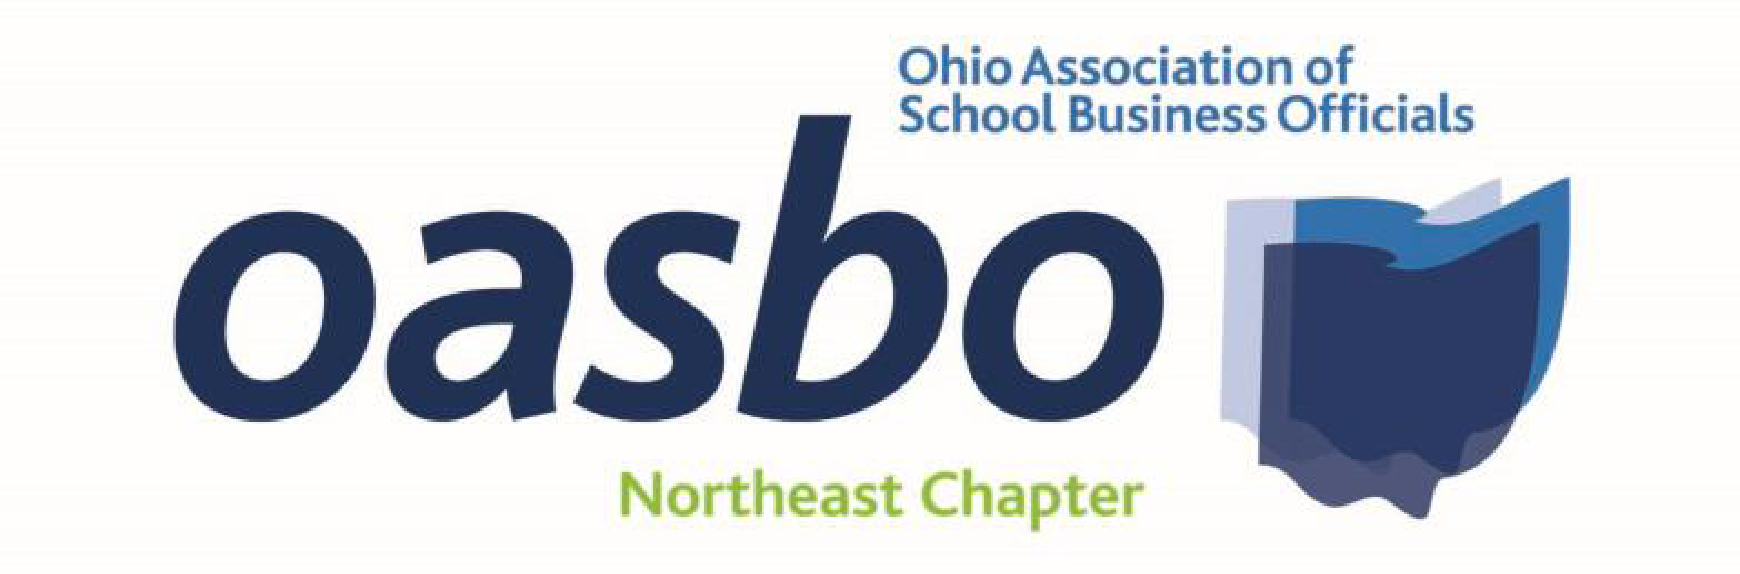 Ohio Association of
School Business Officials
oasbo
Northeast Chapter